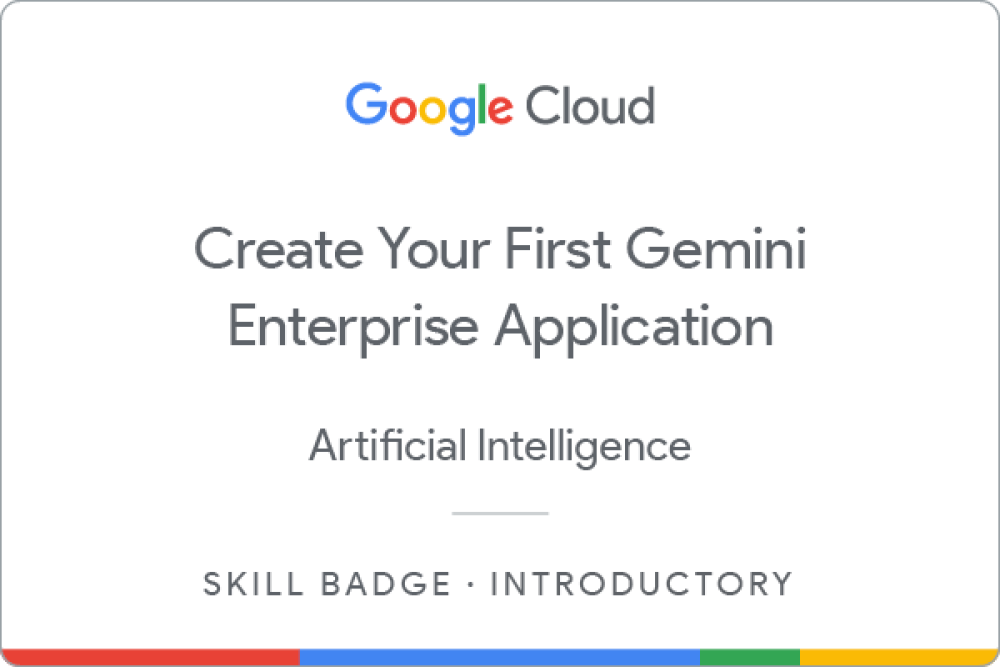 Google Cloud
Create Your First Gemini
Enterprise Application
Artificial Intelligence
SKILL BADGE · INTRODUCTORY